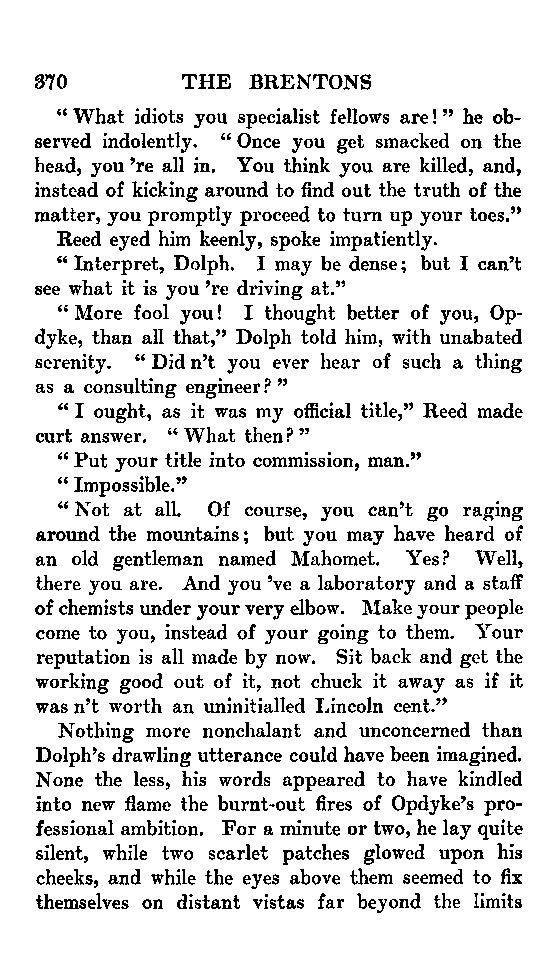 370 THE BRENTONS
“ What idiots you specialist fellows are! ” he ob-
served indolently. “ Once you get smacked on the
head, you 're all in. You think you are killed, and,
instead of kicking around to find out the truth of the
matter, you promptly proceed to turn up your toes.”
Reed eyed him keenly, spoke impatiently.
“ Interpret, Dolph. I may be dense; but I can't
see what it is you 're driving at.”
“ More fool you! I thought better of you, Op-
dyke, than all that,” Dolph told him, with unabated
serenity. “ Did n't you ever hear of such a thing
as a consulting engineer? ”
“ I ought, as it was my official title,” Reed made
curt answer. “ What then? ”
“ Put your title into commission, man.”
“ Impossible.”
“ Not at all. Of course, you can't go raging
around the mountains; but you may have heard of
an old gentleman named Mahomet. Yes? Well,
there you are. And you 've a laboratory and a staff
of chemists under your very elbow. Make your people
come to you, instead of your going to them. Your
reputation is all made by now. Sit back and get the
working good out of it, not chuck it away as if it
was n't worth an uninitialled Lincoln cent.”
Nothing more nonchalant and unconcerned than
Dolph's drawling utterance could have been imagined.
None the less, his words appeared to have kindled
into new flame the burnt-out fires of Opdyke's pro-
fessional ambition. For a minute or two, he lay quite
silent, while two scarlet patches glowed upon his
cheeks, and while the eyes above them seemed to fix
themselves on distant vistas far beyond the limits